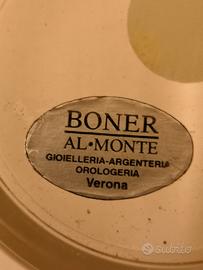 BONER
AL•MONTE
GIOIELLERIA-ARGENTERIA
OROLOGERIA
Verona
subito